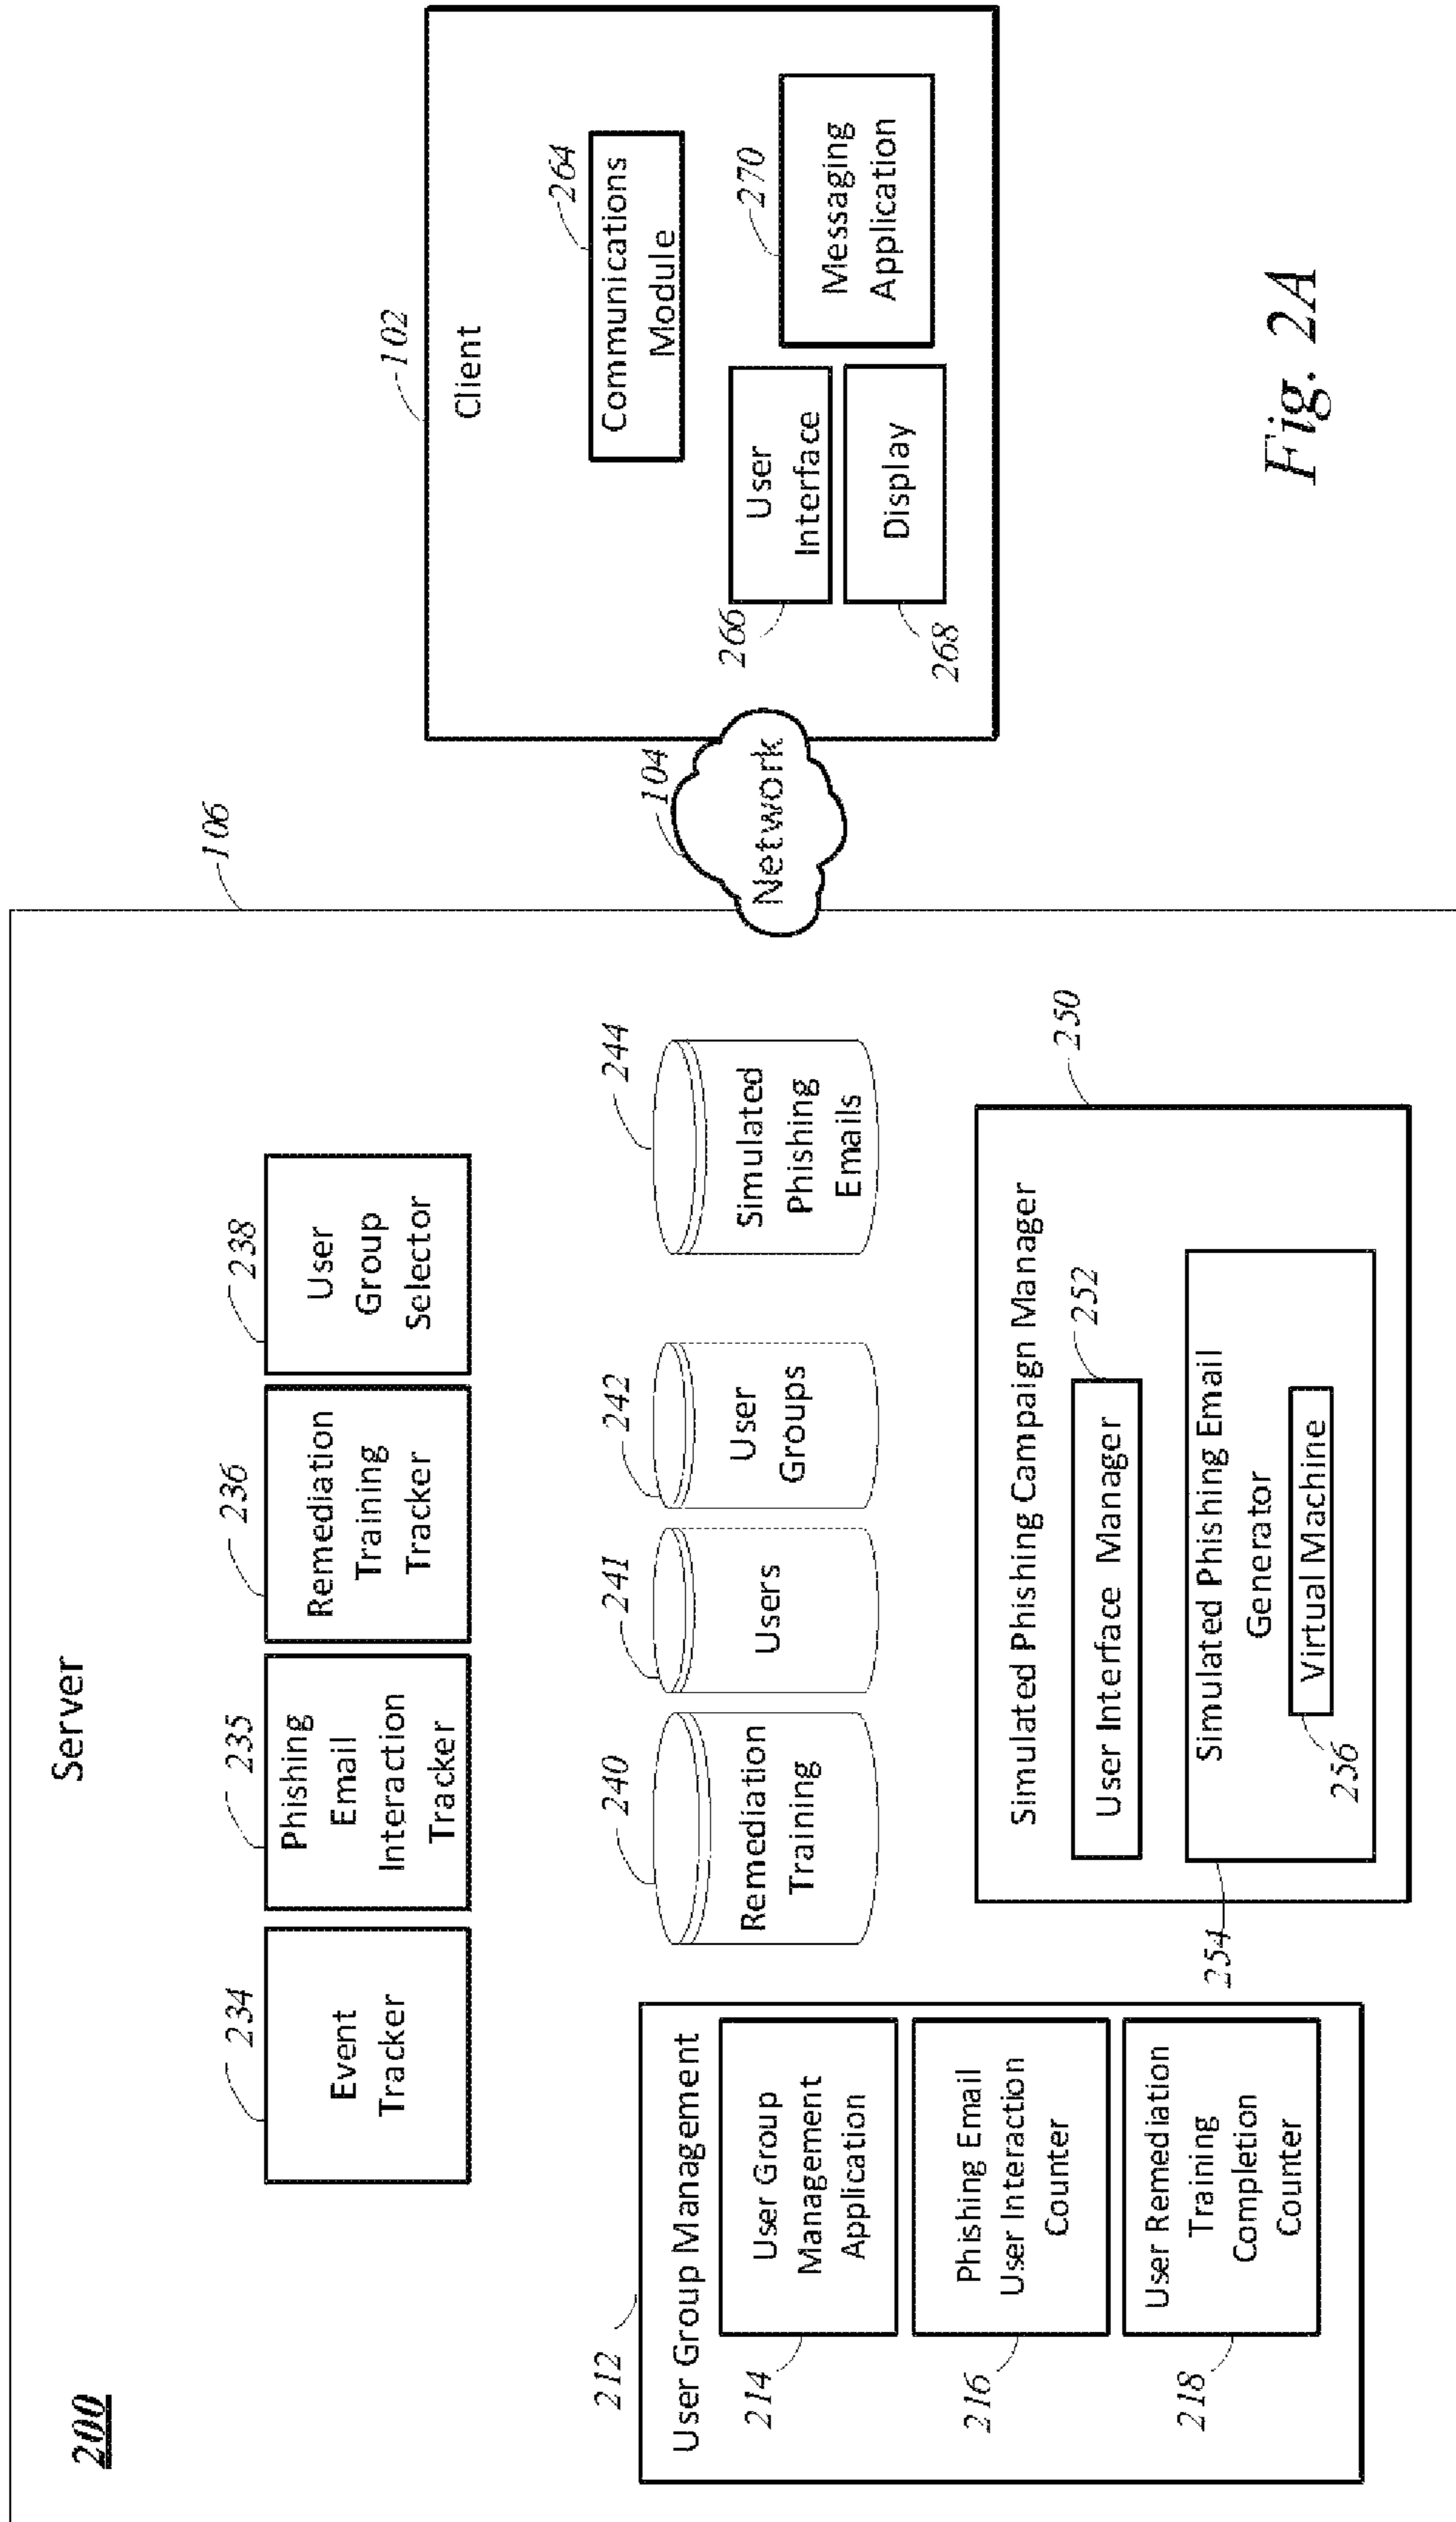 200
Server
106
234
Event
Tracker
235
Phishing
Email
Interaction
Tracker
236
Remediation
Training
Tracker
238
User
Group
Selector
212
User Group Management
214
User Group
Management
Application
216
Phishing Email
User Interaction
Counter
218
User Remediation
Training
Completion
Counter
240
Remediation
Training
241
Users
242
User
Groups
244
Simulated
Phishing
Emails
250
Simulated Phishing Campaign Manager
252
User Interface Manager
254
Simulated Phishing Email
Generator
256
Virtual Machine
104
Network
102
Client
264
Communications
Module
266
User
Interface
268
Display
270
Messaging
Application
Fig. 2A